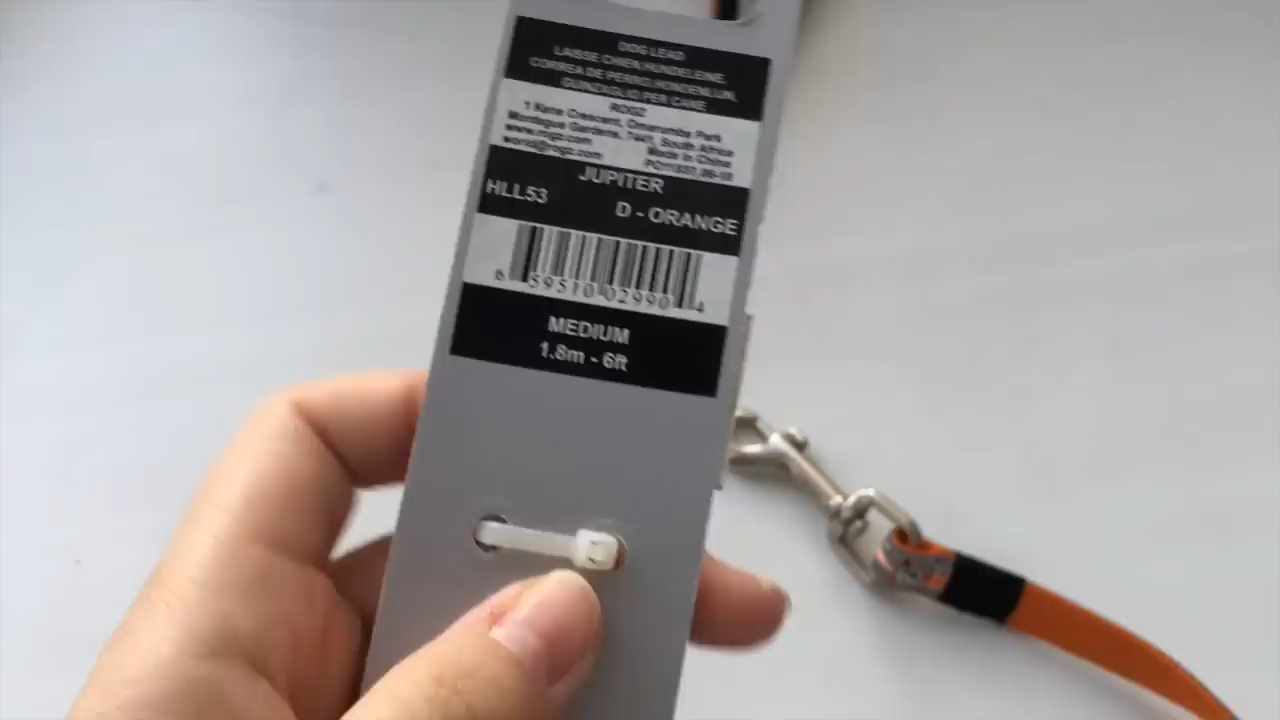 DOG LEAD
LAISSE CHIEN, HUNDELEINE,
CORREA DE PERRO, HONDENLIJN,
GUINZAGLIO PER CANE
ROGZ
1 Kane Crescent, Omuramba Park
Montague Gardens, 7441, South Africa
www.rogz.com Made in China
world@rogz.com
JUPITER
HLL53 D - ORANGE
6 59510 02990 4
MEDIUM
1.8m - 6ft